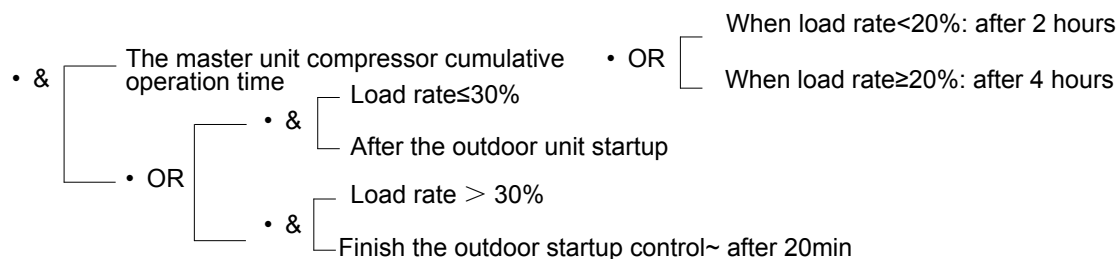 When load rate<20%: after 2 hours
• & The master unit compressor cumulative
operation time • OR
When load rate≥20%: after 4 hours
Load rate≤30%
• &
After the outdoor unit startup
• OR
Load rate > 30%
• &
Finish the outdoor startup control~ after 20min